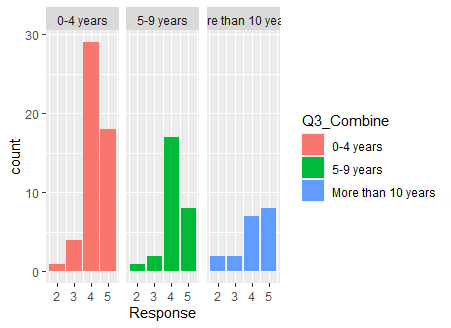 0-4 years
5-9 years
re than 10 yea
30
20
10
0
count
2 3 4 5
2 3 4 5
2 3 4 5
Response
Q3_Combine
0-4 years
5-9 years
More than 10 years